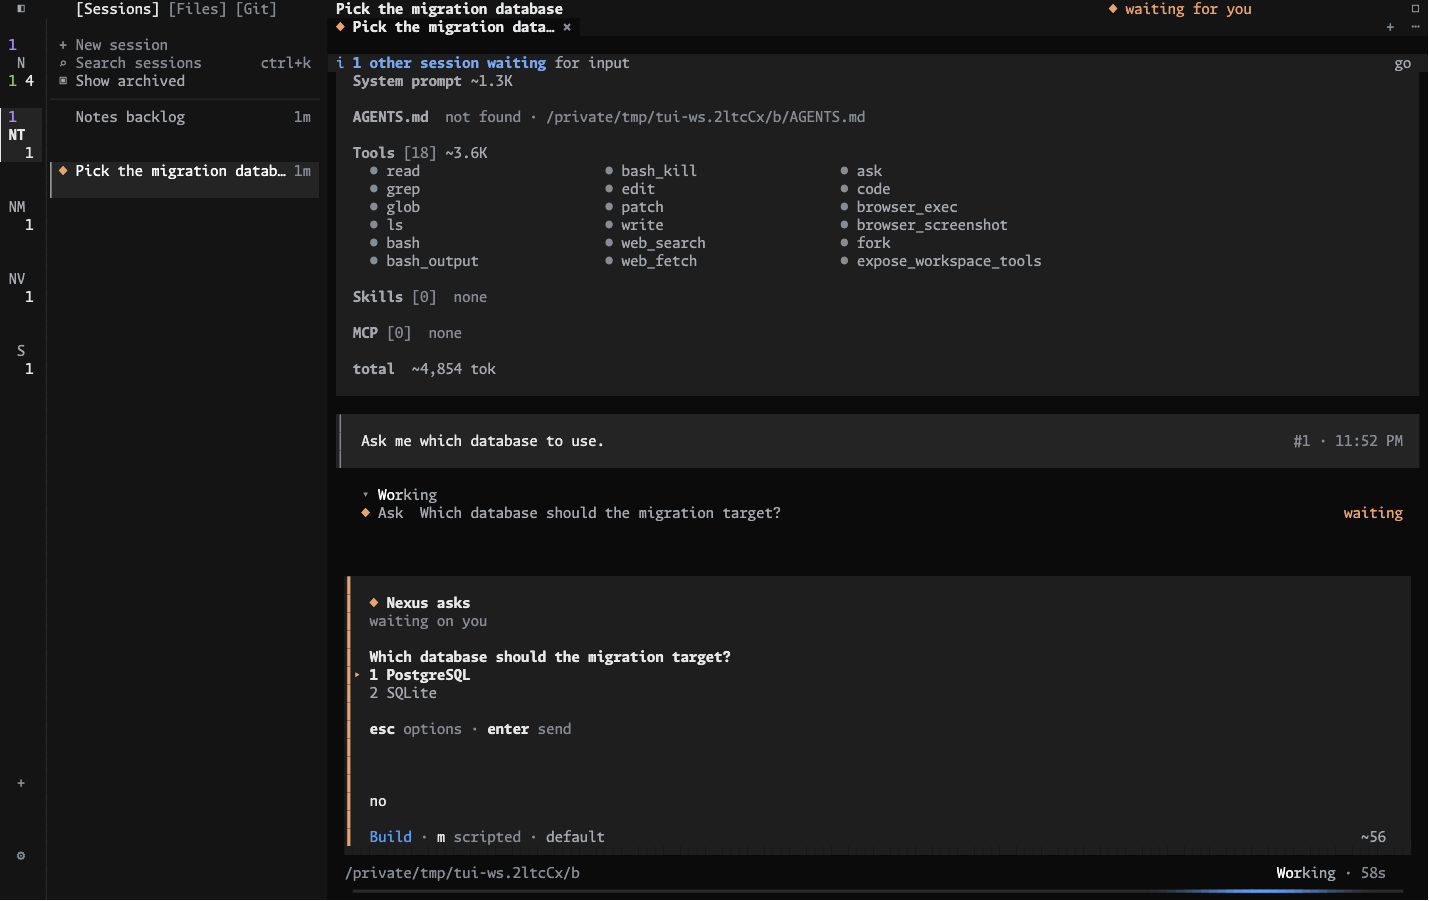 [Sessions] [Files] [Git]
Pick the migration database
◆ waiting for you
◆ Pick the migration data… ×
+ …
1
N
1 4
1
NT
1
NM
1
NV
1
S
1
+ New session
Search sessions ctrl+k
Show archived
Notes backlog 1m
◆ Pick the migration datab… 1m
i 1 other session waiting for input go
System prompt ~1.3K
AGENTS.md not found · /private/tmp/tui-ws.2ltcCx/b/AGENTS.md
Tools [18] ~3.6K
● read ● bash_kill ● ask
● grep ● edit ● code
● glob ● patch ● browser_exec
● ls ● write ● browser_screenshot
● bash ● web_search ● fork
● bash_output ● web_fetch ● expose_workspace_tools
Skills [0] none
MCP [0] none
total ~4,854 tok
Ask me which database to use. #1 · 11:52 PM
▾ Working
◆ Ask Which database should the migration target? waiting
◆ Nexus asks
waiting on you
Which database should the migration target?
▸ 1 PostgreSQL
2 SQLite
esc options · enter send
no
Build · m scripted · default ~56
/private/tmp/tui-ws.2ltcCx/b Working · 58s
+